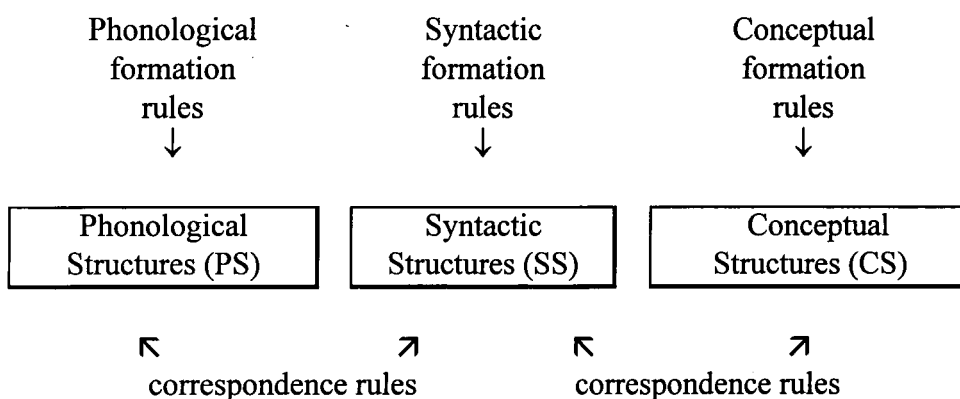 Phonological Syntactic Conceptual
formation formation formation
rules rules rules
↓ ↓ ↓
Phonological Syntactic Conceptual
Structures (PS) Structures (SS) Structures (CS)
↖ ↗ ↖ ↗
correspondence rules correspondence rules